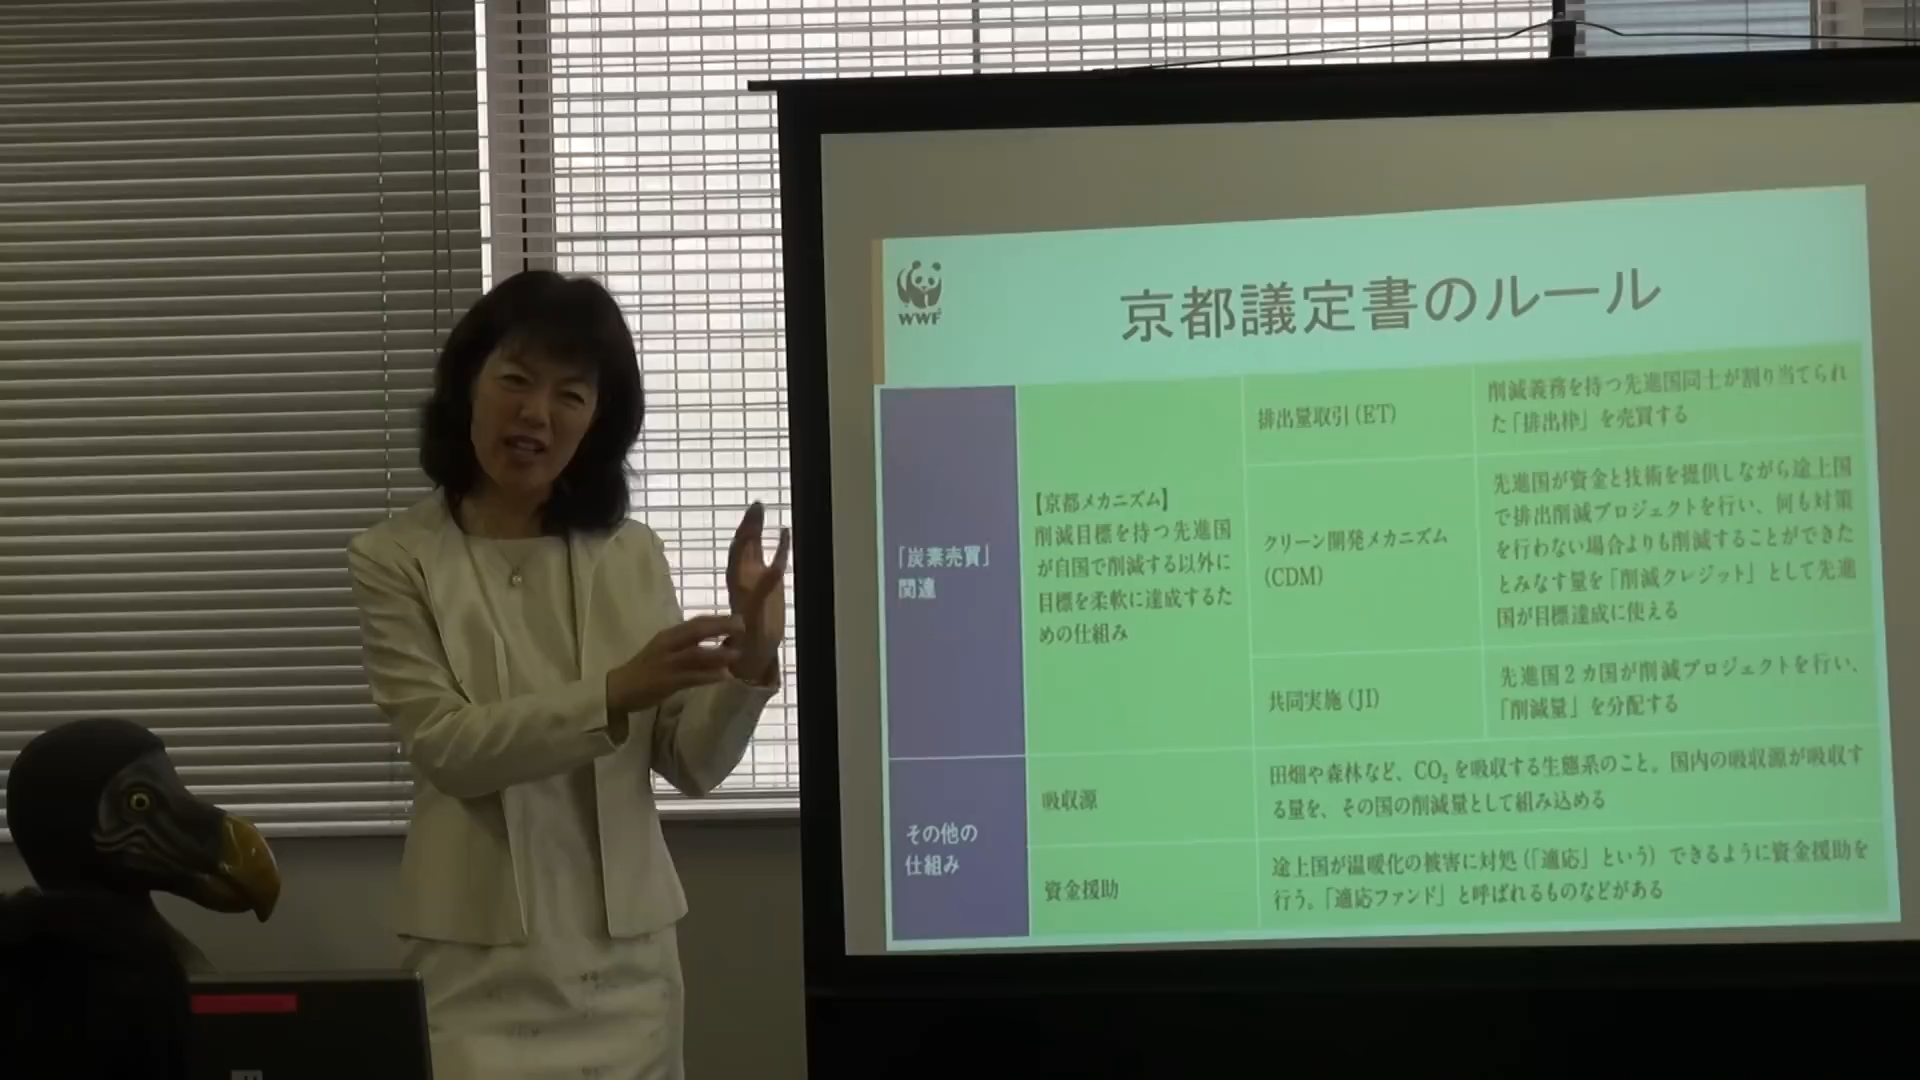 WWF
京都議定書のルール
「炭素売買」
関連
【京都メカニズム】
削減目標を持つ先進国
が自国で削減する以外に
目標を柔軟に達成するた
めの仕組み
排出量取引(ET)
削減義務を持つ先進国同士が割り当てられ
た「排出枠」を売買する
クリーン開発メカニズム
(CDM)
先進国が資金と技術を提供しながら途上国
で排出削減プロジェクトを行い、何も対策
を行わない場合よりも削減することができた
とみなす量を「削減クレジット」として先進
国が目標達成に使える
共同実施(JI)
先進国2カ国が削減プロジェクトを行い、
「削減量」を分配する
その他の
仕組み
吸収源
田畑や森林など、CO₂を吸収する生態系のこと。国内の吸収源が吸収す
る量を、その国の削減量として組み込める
資金援助
途上国が温暖化の被害に対処(「適応」という)できるように資金援助を
行う。「適応ファンド」と呼ばれるものなどがある